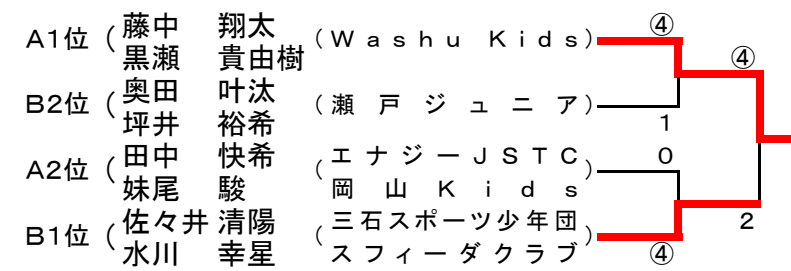 A1位 (藤中 翔太
黒瀬 貴由樹 (Washu Kids) ④
④
B2位 (奥田 叶汰
坪井 裕希 (瀬戸ジュニア) 1
A2位 (田中 快希
妹尾 駿 (エナジーJSTC
岡山Kids) 0
2
B1位 (佐々井 清陽
水川 幸星 (三石スポーツ少年団
スフィーダクラブ) ④